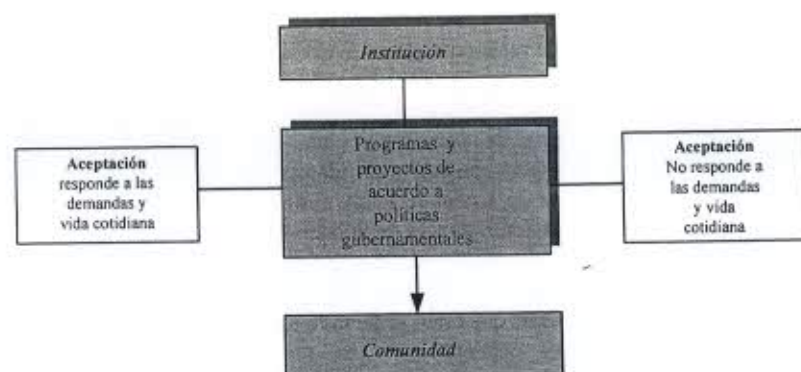 Institución
Aceptación
responde a las
demandas y
vida cotidiana
Programas y
proyectos de
acuerdo a
políticas
gubernamentales
Aceptación
No responde a
las demandas
y vida
cotidiana
Comunidad